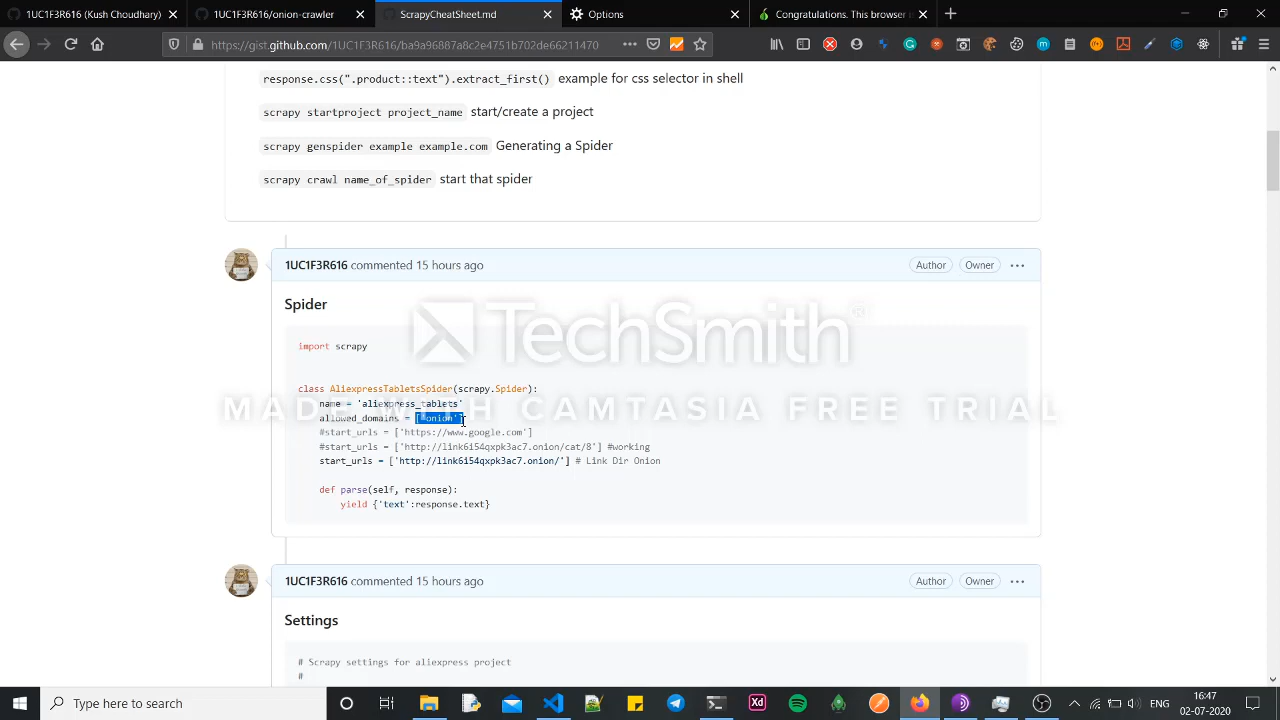 1UC1F3R616 (Kush Choudhary)
1UC1F3R616/onion-crawler
ScrapyCheatSheet.md
Options
Congratulations. This browser is
https://gist.github.com/1UC1F3R616/ba9a96887a8c2e4751b702de66211470
response.css(".product::text").extract_first() example for css selector in shell
scrapy startproject project_name start/create a project
scrapy genspider example example.com Generating a Spider
scrapy crawl name_of_spider start that spider
1UC1F3R616 commented 15 hours ago
Author
Owner
Spider
TechSmith®
MADE WITH CAMTASIA FREE TRIAL
import scrapy
class AliexpressTabletsSpider(scrapy.Spider):
name = 'aliexpress_tablets'
allowed_domains = ['onion']
#start_urls = ['https://www.google.com']
#start_urls = ['http://link6i54qxpk3ac7.onion/cat/8'] #working
start_urls = ['http://link6i54qxpk3ac7.onion/'] # Link Dir Onion
def parse(self, response):
yield {'text':response.text}
1UC1F3R616 commented 15 hours ago
Author
Owner
Settings
# Scrapy settings for aliexpress project
#
Type here to search
ENG
16:47
02-07-2020